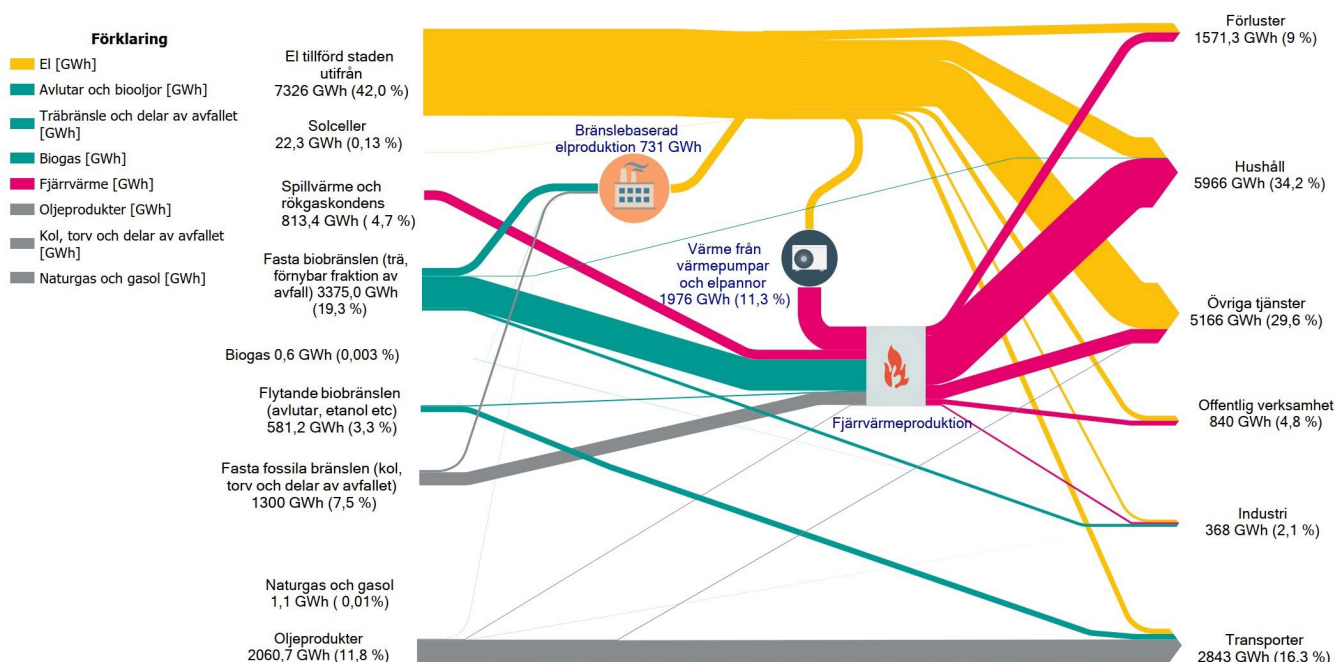 Förklaring
El [GWh]
Avlutar och biooljor [GWh]
Träbränsle och delar av avfallet
[GWh]
Biogas [GWh]
Fjärrvärme [GWh]
Oljeprodukter [GWh]
Kol, torv och delar av avfallet
[GWh]
Naturgas och gasol [GWh]
El tillförd staden
utifrån
7326 GWh (42,0 %)
Solceller
22,3 GWh (0,13 %)
Spillvärme och
rökgaskondens
813,4 GWh ( 4,7 %)
Fasta biobränslen (trä,
förnybar fraktion av
avfall) 3375,0 GWh
(19,3 %)
Biogas 0,6 GWh (0,003 %)
Flytande biobränslen
(avlutar, etanol etc)
581,2 GWh (3,3 %)
Fasta fossila bränslen (kol,
torv och delar av avfallet)
1300 GWh (7,5 %)
Naturgas och gasol
1,1 GWh ( 0,01%)
Oljeprodukter
2060,7 GWh (11,8 %)
Bränslebaserad
elproduktion 731 GWh
Värme från
värmepumpar
och elpannor
1976 GWh (11,3 %)
Fjärrvärmeproduktion
Förluster
1571,3 GWh (9 %)
Hushåll
5966 GWh (34,2 %)
Övriga tjänster
5166 GWh (29,6 %)
Offentlig verksamhet
840 GWh (4,8 %)
Industri
368 GWh (2,1 %)
Transporter
2843 GWh (16,3 %)